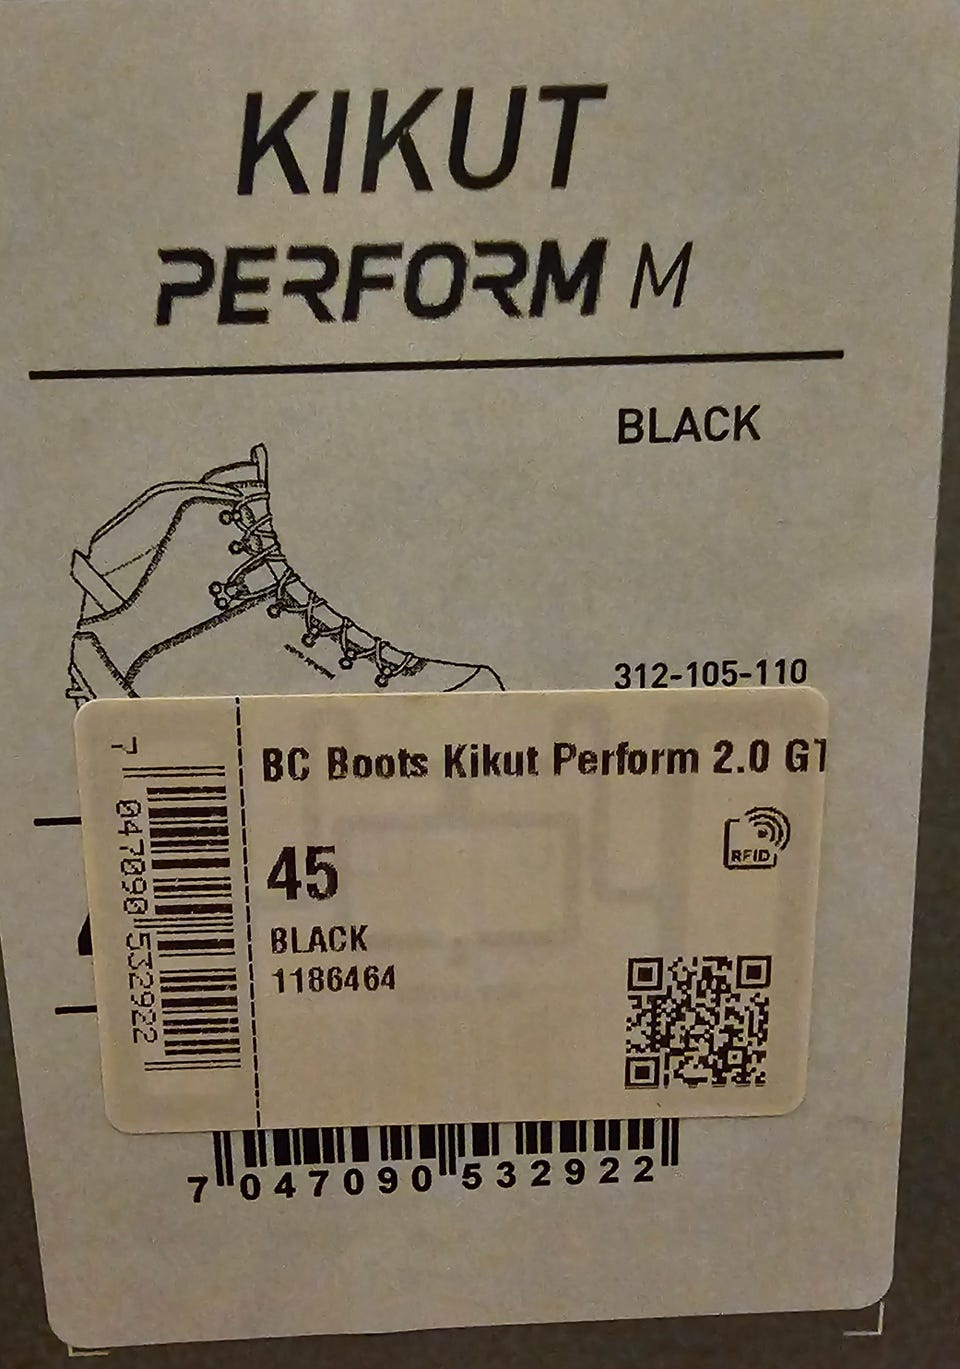 KIKUT
PERFORM M
BLACK
312-105-110
BC Boots Kikut Perform 2.0 GT
45
RFID
BLACK
1186464
7 047090 532922
7 047090 532922